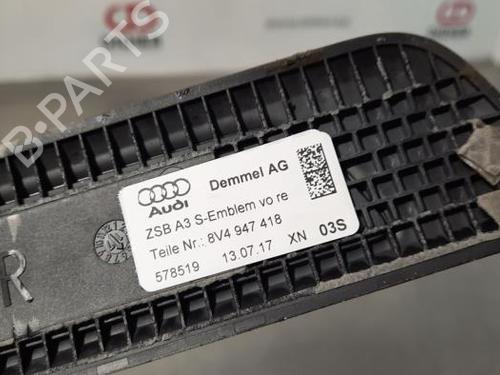 B-PARTS
Audi
Demmel AG
ZSB A3 S-Emblem vo re
Teile Nr.: 8V4 947 418
578519 13.07.17 XN 03S
R